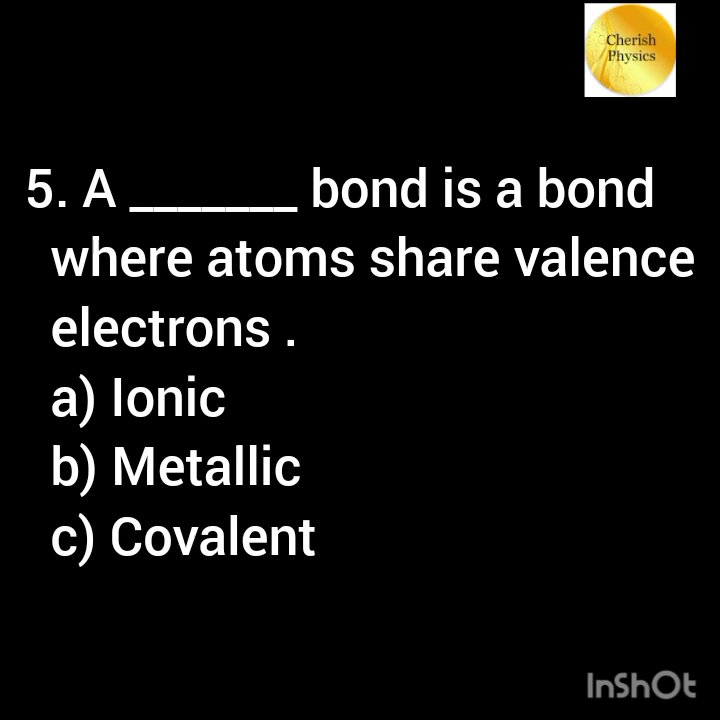 Cherish
Physics
5. A _______ bond is a bond
where atoms share valence
electrons .
a) Ionic
b) Metallic
c) Covalent
InShOt